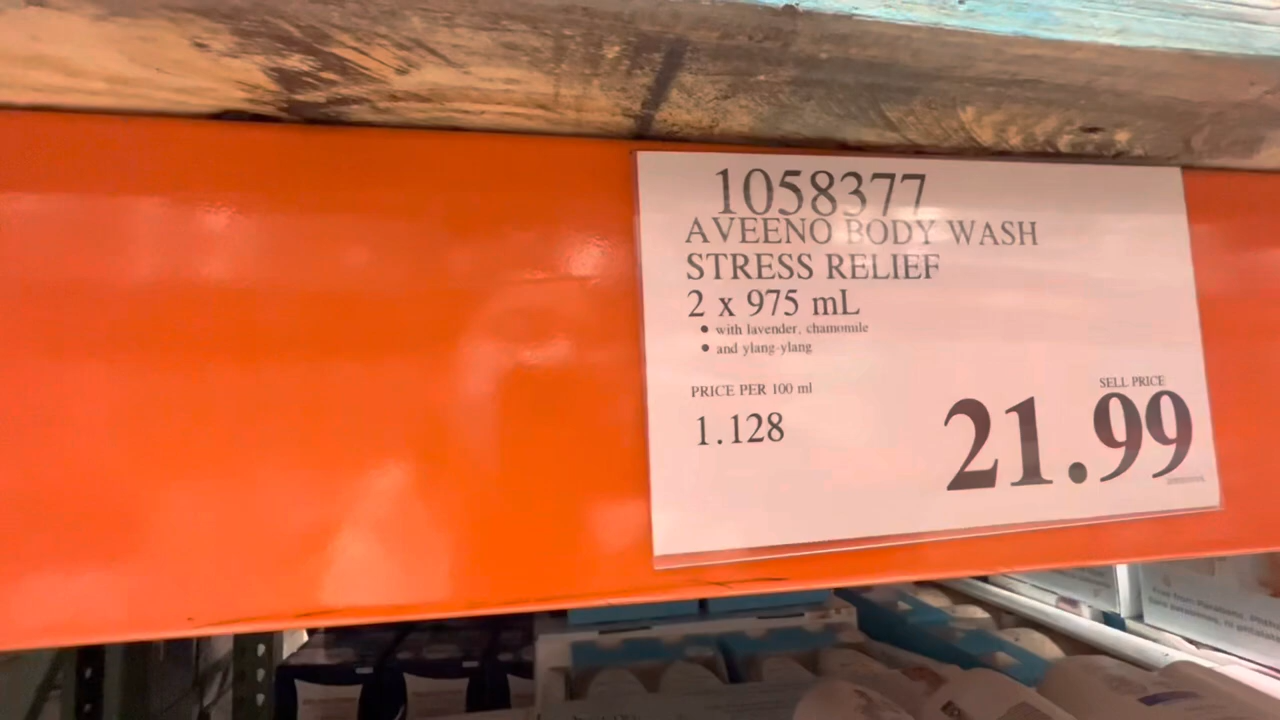 1058377
AVEENO BODY WASH
STRESS RELIEF
2 x 975 mL
• with lavender, chamomile
• and ylang-ylang
PRICE PER 100 ml
1.128
SELL PRICE
21.99